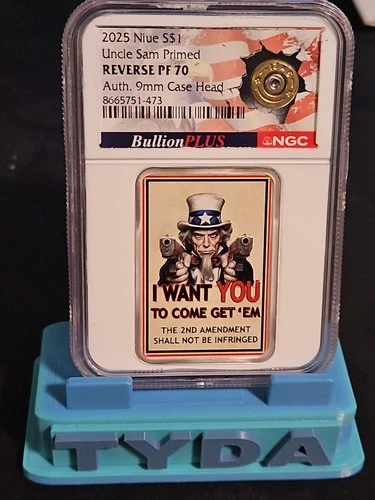 2025 Niue S$1
Uncle Sam Primed
REVERSE PF 70
Auth. 9mm Case Head
8665751-473
BullionPLUS
NGC
I WANT YOU
TO COME GET 'EM
THE 2ND AMENDMENT
SHALL NOT BE INFRINGED
TYDA